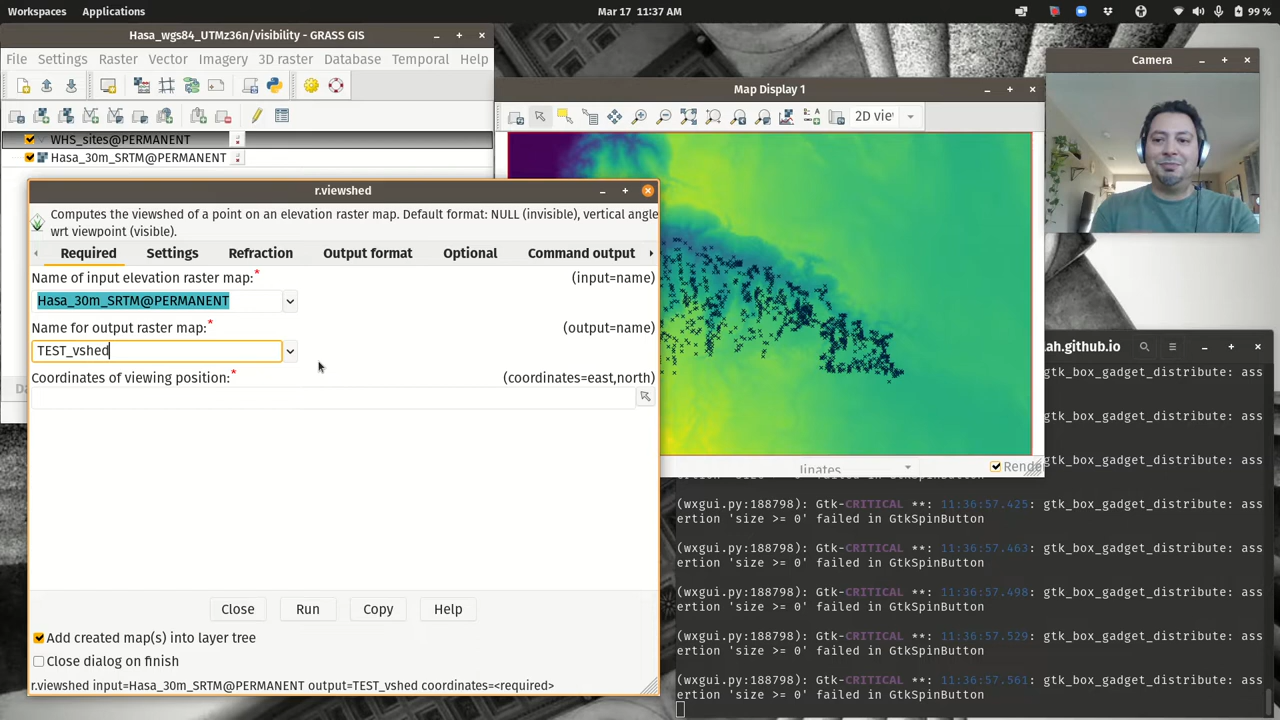 Workspaces
Applications
Mar 17 11:37 AM
99 %
Hasa_wgs84_UTMz36n/visibility - GRASS GIS
File Settings Raster Vector Imagery 3D raster Database Temporal Help
WHS_sites@PERMANENT
Hasa_30m_SRTM@PERMANENT
Map Display 1
2D vie
Camera
r.viewshed
Computes the viewshed of a point on an elevation raster map. Default format: NULL (invisible), vertical angle
wrt viewpoint (visible).
Required Settings Refraction Output format Optional Command output
Name of input elevation raster map:* (input=name)
Hasa_30m_SRTM@PERMANENT
Name for output raster map:* (output=name)
TEST_vshed
Coordinates of viewing position:* (coordinates=east,north)
Close Run Copy Help
Add created map(s) into layer tree
Close dialog on finish
r.viewshed input=Hasa_30m_SRTM@PERMANENT output=TEST_vshed coordinates=<required>
linates
Rende
ah.github.io
gtk_box_gadget_distribute: ass
gtk_box_gadget_distribute: ass
gtk_box_gadget_distribute: ass
ertion 'size >= 0' failed in GtkSpinButton
(wxgui.py:188798): Gtk-CRITICAL **: 11:36:57.425: gtk_box_gadget_distribute: ass
ertion 'size >= 0' failed in GtkSpinButton
(wxgui.py:188798): Gtk-CRITICAL **: 11:36:57.463: gtk_box_gadget_distribute: ass
ertion 'size >= 0' failed in GtkSpinButton
(wxgui.py:188798): Gtk-CRITICAL **: 11:36:57.498: gtk_box_gadget_distribute: ass
ertion 'size >= 0' failed in GtkSpinButton
(wxgui.py:188798): Gtk-CRITICAL **: 11:36:57.529: gtk_box_gadget_distribute: ass
ertion 'size >= 0' failed in GtkSpinButton
(wxgui.py:188798): Gtk-CRITICAL **: 11:36:57.561: gtk_box_gadget_distribute: ass
ertion 'size >= 0' failed in GtkSpinButton